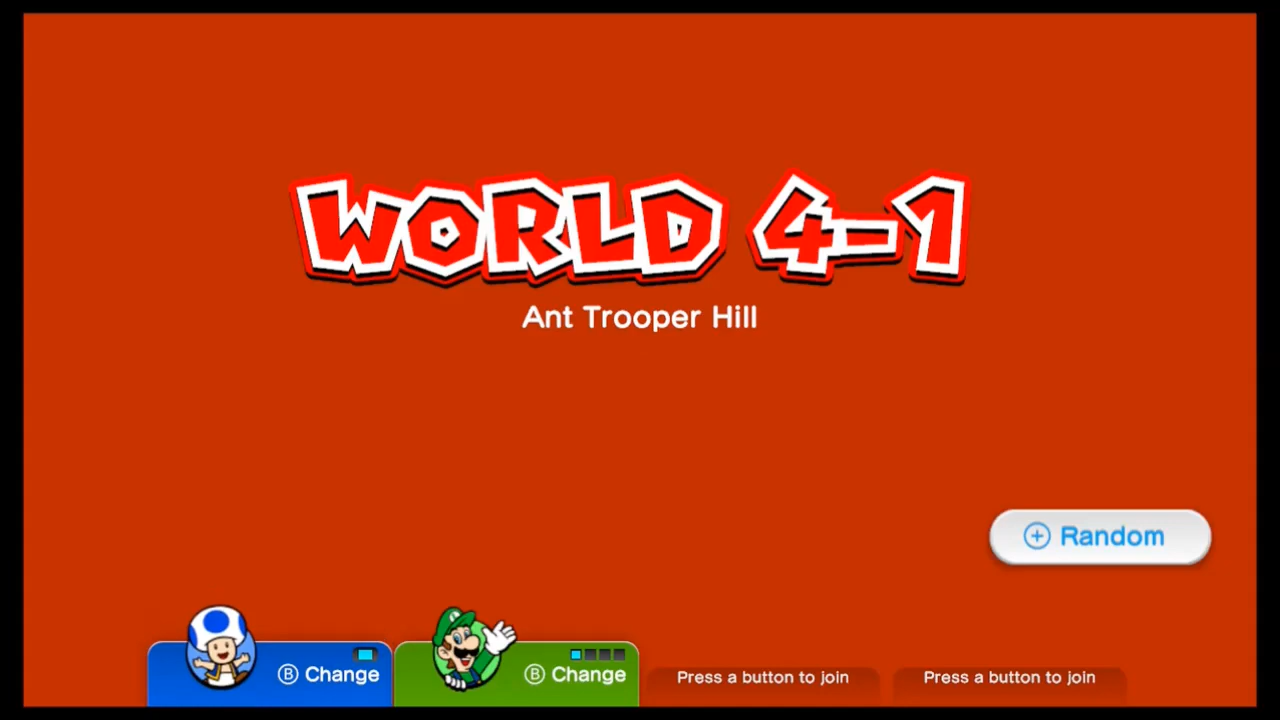 WORLD 4-1
Ant Trooper Hill
+ Random
B Change
B Change
Press a button to join
Press a button to join